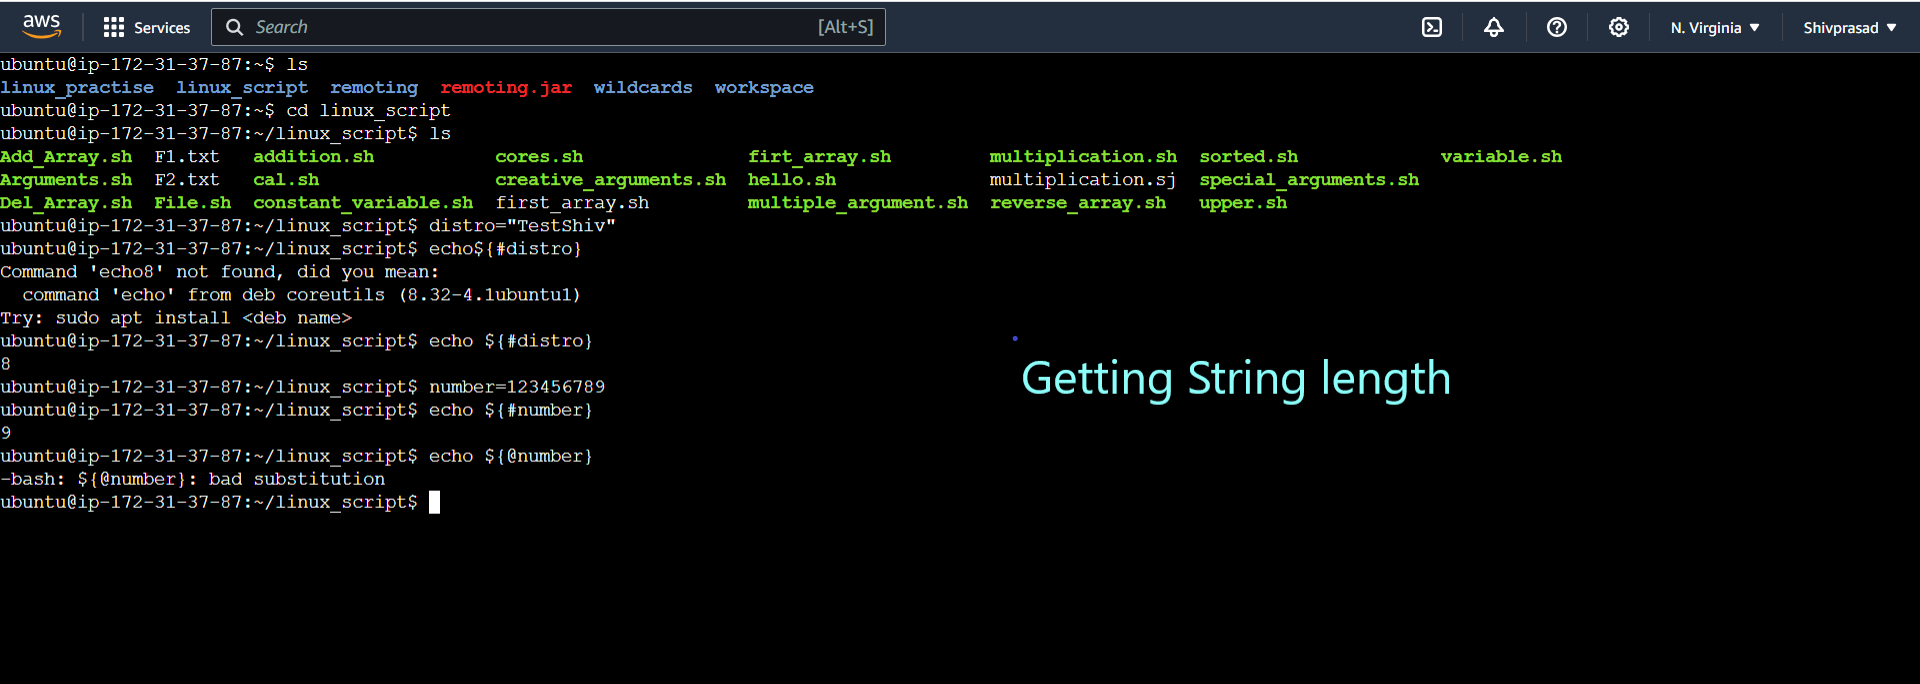 aws Services Search [Alt+S] N. Virginia Shivprasad
ubuntu@ip-172-31-37-87:~$ ls
linux_practise linux_script remoting remoting.jar wildcards workspace
ubuntu@ip-172-31-37-87:~$ cd linux_script
ubuntu@ip-172-31-37-87:~/linux_script$ ls
Add_Array.sh F1.txt addition.sh cores.sh firt_array.sh multiplication.sh sorted.sh variable.sh
Arguments.sh F2.txt cal.sh creative_arguments.sh hello.sh multiplication.sj special_arguments.sh
Del_Array.sh File.sh constant_variable.sh first_array.sh multiple_argument.sh reverse_array.sh upper.sh
ubuntu@ip-172-31-37-87:~/linux_script$ distro="TestShiv"
ubuntu@ip-172-31-37-87:~/linux_script$ echo${#distro}
Command 'echo8' not found, did you mean:
  command 'echo' from deb coreutils (8.32-4.1ubuntu1)
Try: sudo apt install <deb name>
ubuntu@ip-172-31-37-87:~/linux_script$ echo ${#distro}
8
ubuntu@ip-172-31-37-87:~/linux_script$ number=123456789
ubuntu@ip-172-31-37-87:~/linux_script$ echo ${#number}
9
ubuntu@ip-172-31-37-87:~/linux_script$ echo ${@number}
-bash: ${@number}: bad substitution
ubuntu@ip-172-31-37-87:~/linux_script$
Getting String length